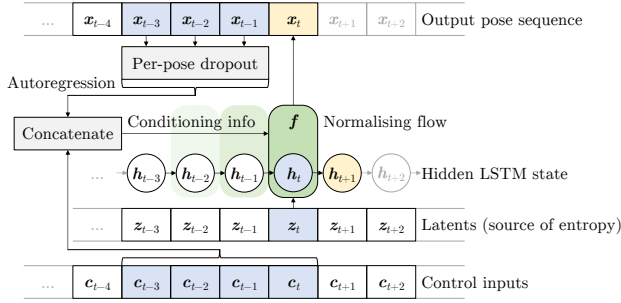 ... x_{t−4} x_{t−3} x_{t−2} x_{t−1} x_t x_{t+1} x_{t+2} Output pose sequence
Per-pose dropout
Autoregression
Concatenate Conditioning info f Normalising flow
... h_{t−3} h_{t−2} h_{t−1} h_t h_{t+1} h_{t+2} Hidden LSTM state
... z_{t−3} z_{t−2} z_{t−1} z_t z_{t+1} z_{t+2} Latents (source of entropy)
... c_{t−4} c_{t−3} c_{t−2} c_{t−1} c_t c_{t+1} c_{t+2} Control inputs